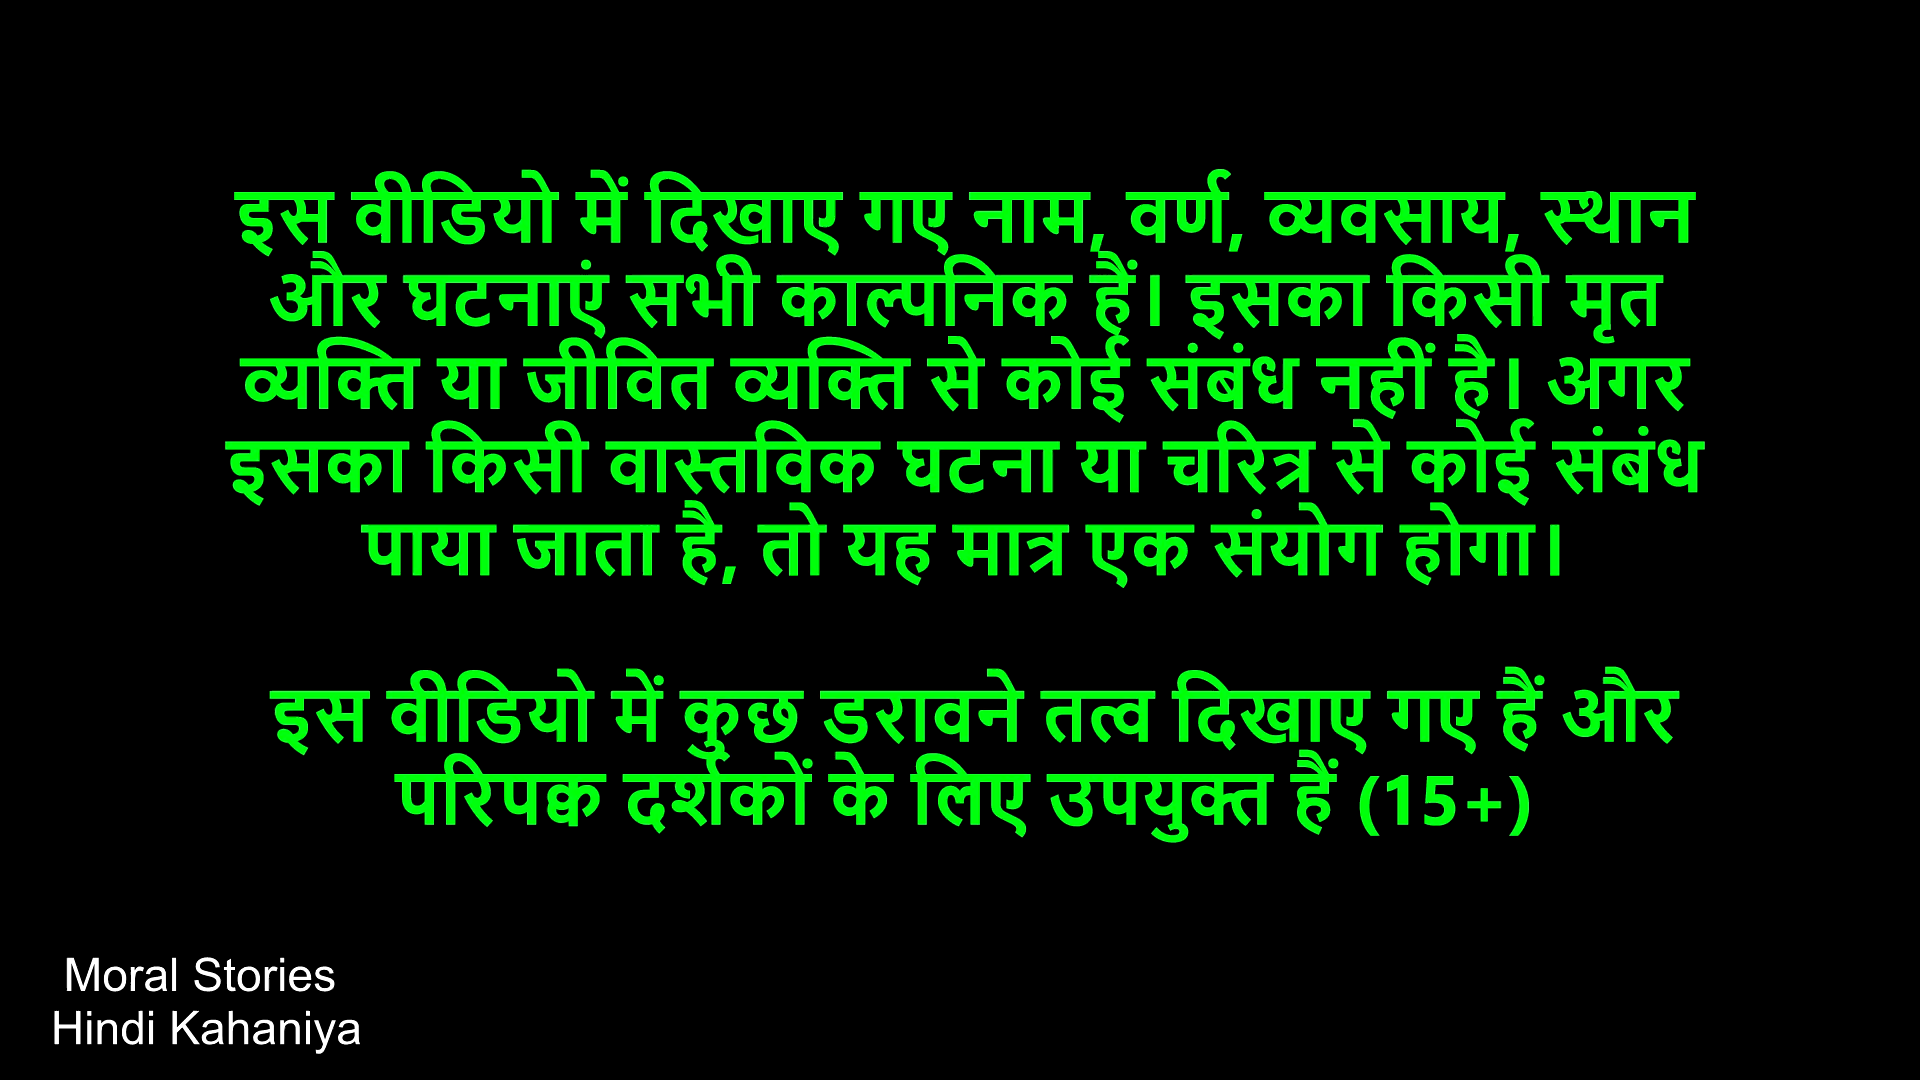 इस वीडियो में दिखाए गए नाम, वर्ण, व्यवसाय, स्थान
और घटनाएं सभी काल्पनिक हैं। इसका किसी मृत
व्यक्ति या जीवित व्यक्ति से कोई संबंध नहीं है। अगर
इसका किसी वास्तविक घटना या चरित्र से कोई संबंध
पाया जाता है, तो यह मात्र एक संयोग होगा।
इस वीडियो में कुछ डरावने तत्व दिखाए गए हैं और
परिपक्व दर्शकों के लिए उपयुक्त हैं (15+)
Moral Stories
Hindi Kahaniya